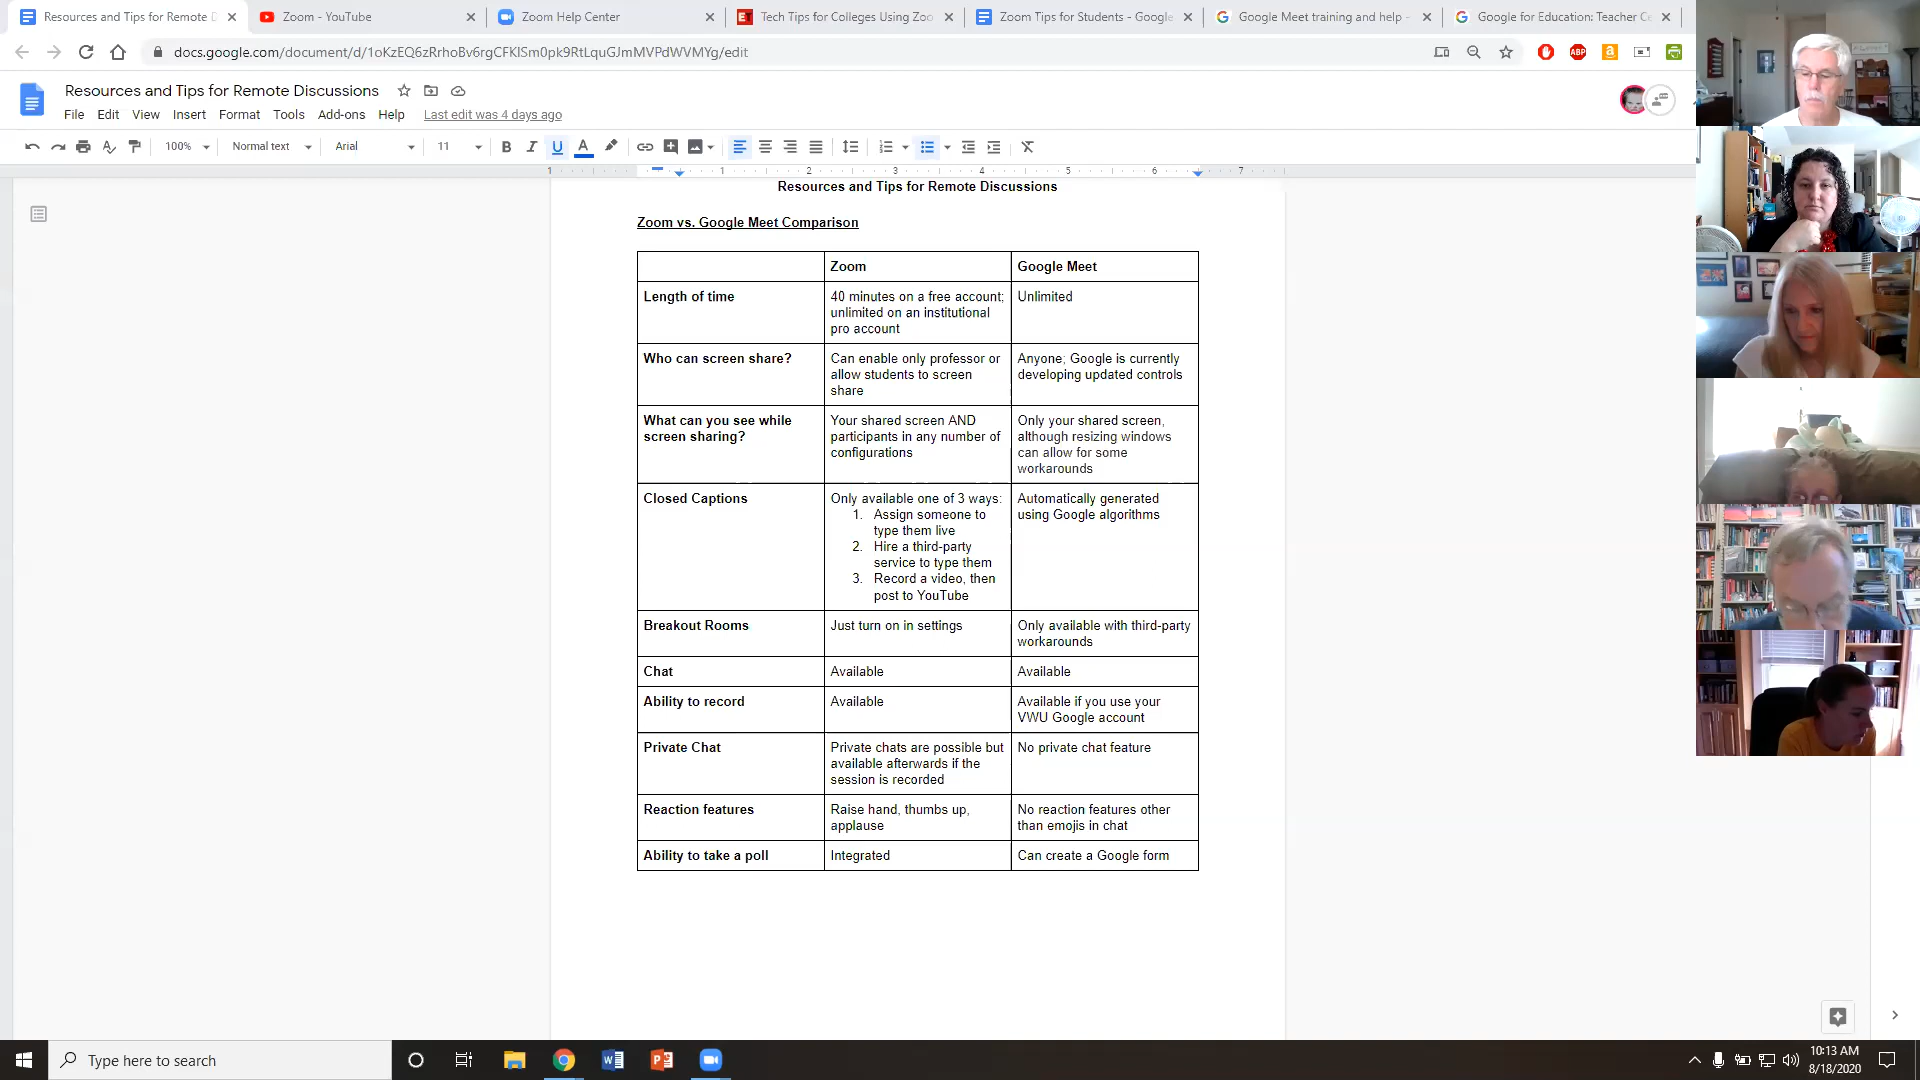 Resources and Tips for Remote D
Zoom - YouTube
Zoom Help Center
Tech Tips for Colleges Using Zoo
Zoom Tips for Students - Google
Google Meet training and help -
Google for Education: Teacher Ce
docs.google.com/document/d/1oKzEQ6zRrhoBv6rgCFKlSm0pk9RtLquGJmMVPdWVMYg/edit
ABP
Resources and Tips for Remote Discussions
File Edit View Insert Format Tools Add-ons Help Last edit was 4 days ago
100% Normal text Arial 11 B I U A
1 1 2 3 4 5 6 7
Resources and Tips for Remote Discussions
Zoom vs. Google Meet Comparison
Zoom
Google Meet
Length of time
40 minutes on a free account;
unlimited on an institutional
pro account
Unlimited
Who can screen share?
Can enable only professor or
allow students to screen
share
Anyone; Google is currently
developing updated controls
What can you see while
screen sharing?
Your shared screen AND
participants in any number of
configurations
Only your shared screen,
although resizing windows
can allow for some
workarounds
Closed Captions
Only available one of 3 ways:
1. Assign someone to
type them live
2. Hire a third-party
service to type them
3. Record a video, then
post to YouTube
Automatically generated
using Google algorithms
Breakout Rooms
Just turn on in settings
Only available with third-party
workarounds
Chat
Available
Available
Ability to record
Available
Available if you use your
VWU Google account
Private Chat
Private chats are possible but
available afterwards if the
session is recorded
No private chat feature
Reaction features
Raise hand, thumbs up,
applause
No reaction features other
than emojis in chat
Ability to take a poll
Integrated
Can create a Google form
Type here to search
10:13 AM
8/18/2020